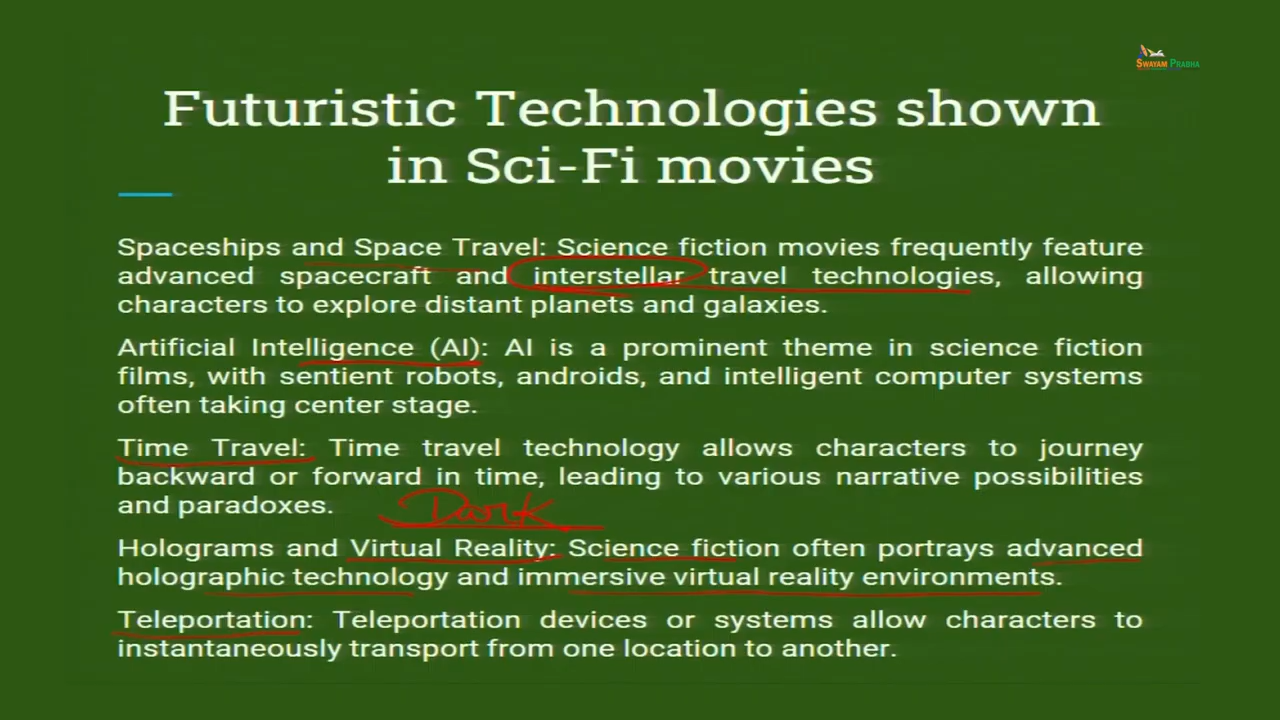 SWAYAM PRABHA
Futuristic Technologies shown
in Sci-Fi movies
Spaceships and Space Travel: Science fiction movies frequently feature
advanced spacecraft and interstellar travel technologies, allowing
characters to explore distant planets and galaxies.
Artificial Intelligence (AI): AI is a prominent theme in science fiction
films, with sentient robots, androids, and intelligent computer systems
often taking center stage.
Time Travel: Time travel technology allows characters to journey
backward or forward in time, leading to various narrative possibilities
and paradoxes.
Dark
Holograms and Virtual Reality: Science fiction often portrays advanced
holographic technology and immersive virtual reality environments.
Teleportation: Teleportation devices or systems allow characters to
instantaneously transport from one location to another.